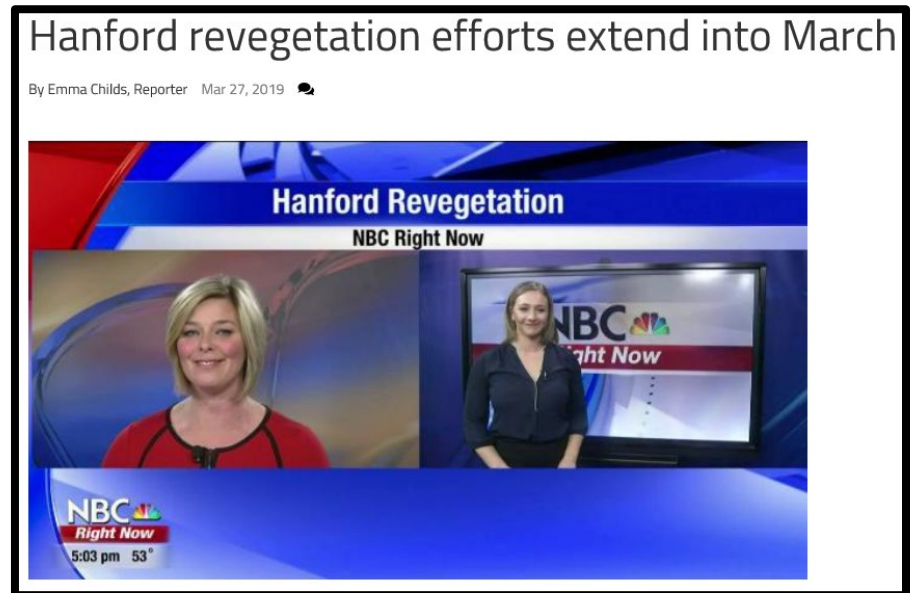 Hanford revegetation efforts extend into March
By Emma Childs, Reporter Mar 27, 2019
Hanford Revegetation
NBC Right Now
NBC
ght Now
NBC
Right Now
5:03 pm 53°